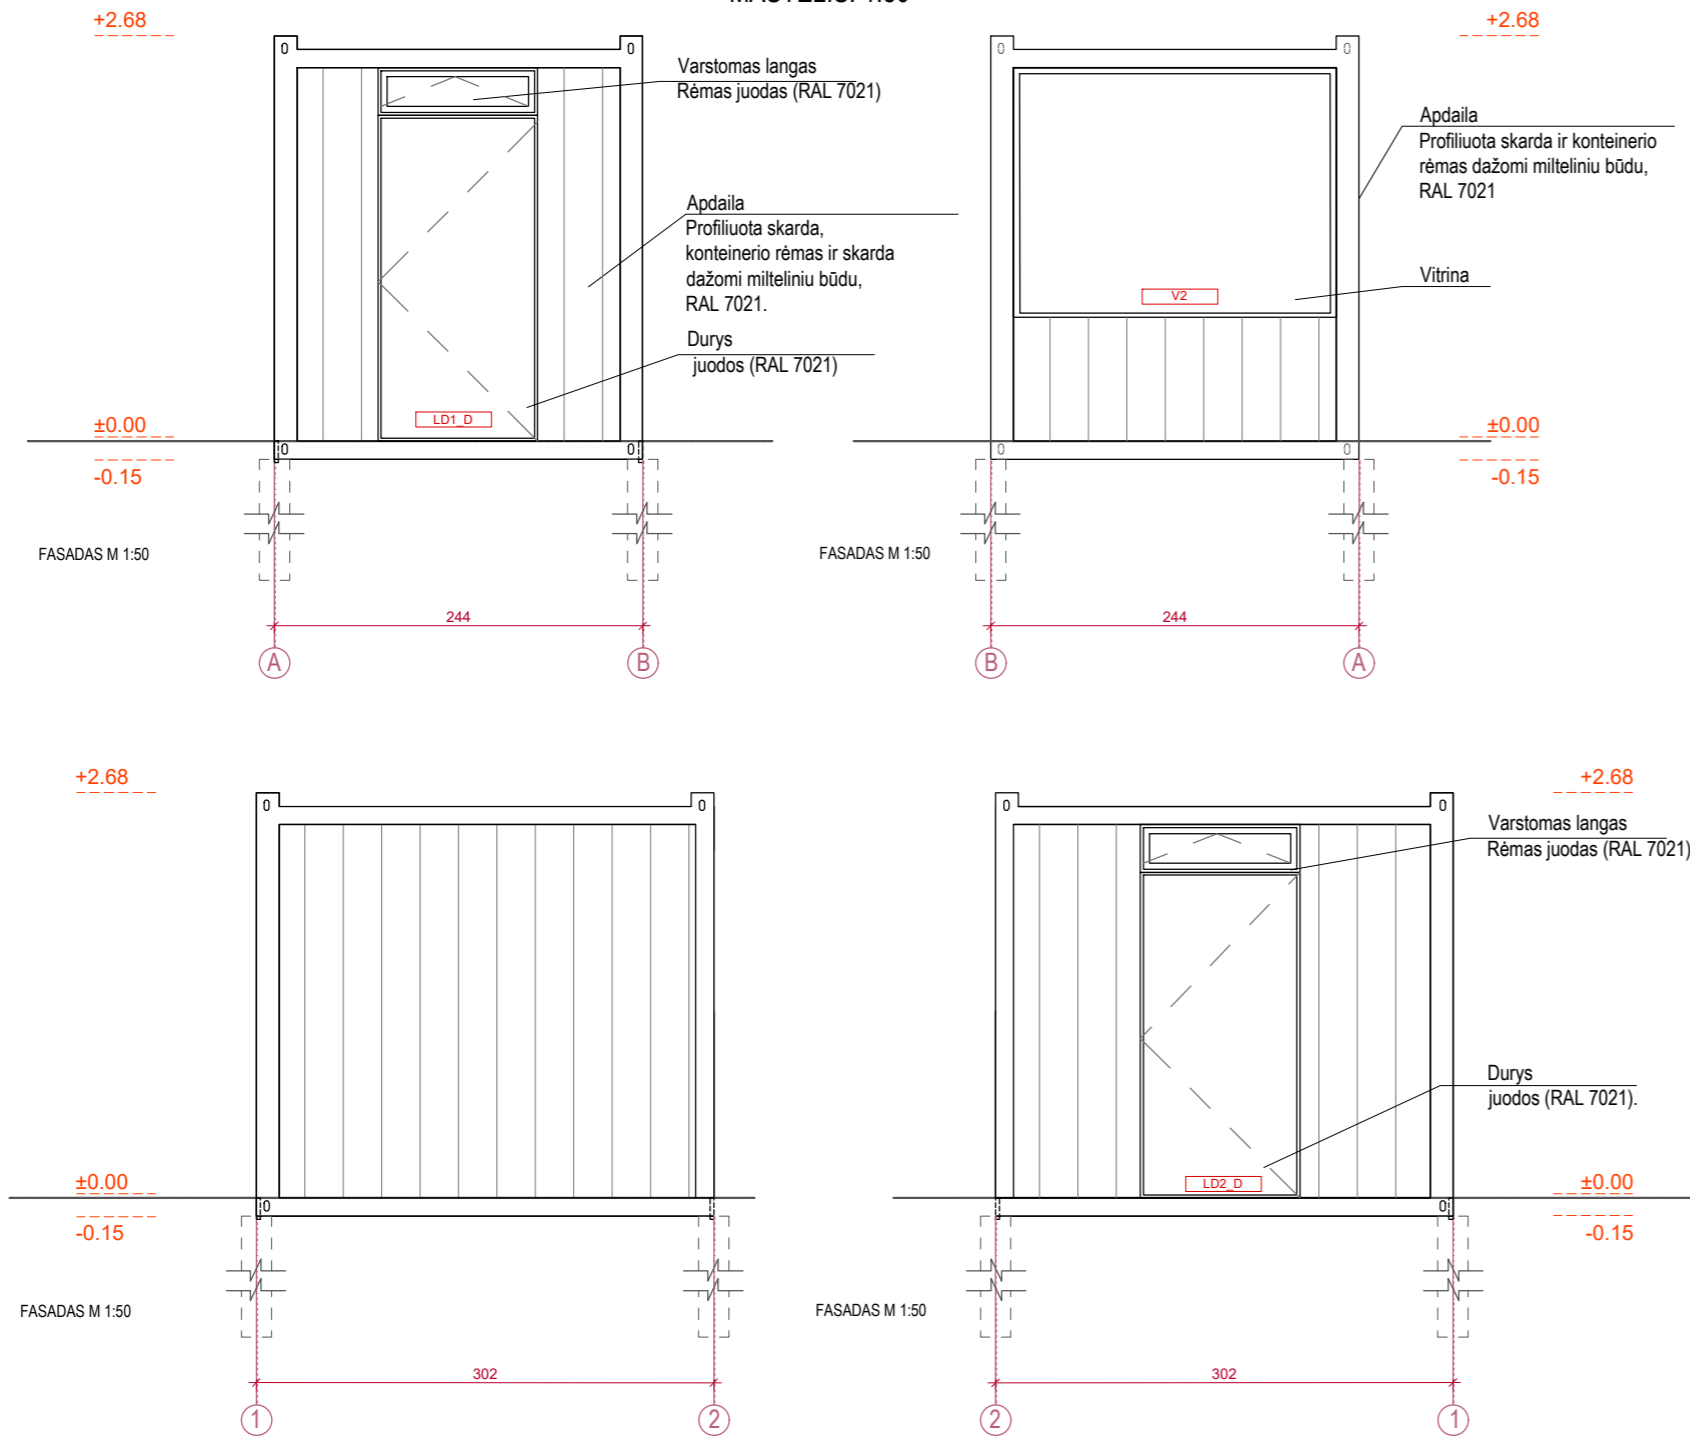 +2.68
Varstomas langas
Rėmas juodas (RAL 7021)
Apdaila
Profiliuota skarda,
konteinerio rėmas ir skarda
dažomi milteliniu būdu,
RAL 7021.
Durys
juodos (RAL 7021)
LD1_D
±0.00
-0.15
FASADAS M 1:50
244
A
B
+2.68
Apdaila
Profiliuota skarda ir konteinerio
rėmas dažomi milteliniu būdu,
RAL 7021
Vitrina
V2
±0.00
-0.15
FASADAS M 1:50
244
B
A
+2.68
±0.00
-0.15
FASADAS M 1:50
302
1
2
+2.68
Varstomas langas
Rėmas juodas (RAL 7021)
Durys
juodos (RAL 7021).
LD2_D
±0.00
-0.15
FASADAS M 1:50
302
2
1